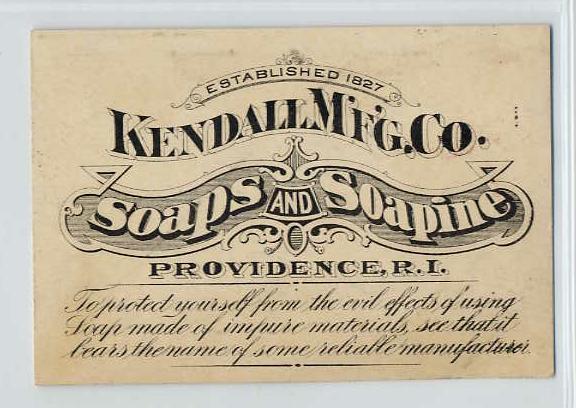 ESTABLISHED 1827
KENDALL M'F'G. CO.
Soaps AND Soapine
PROVIDENCE, R.I.
To protect yourself from the evil effects of using
Soap made of impure materials, see that it
bears the name of some reliable manufacturer.